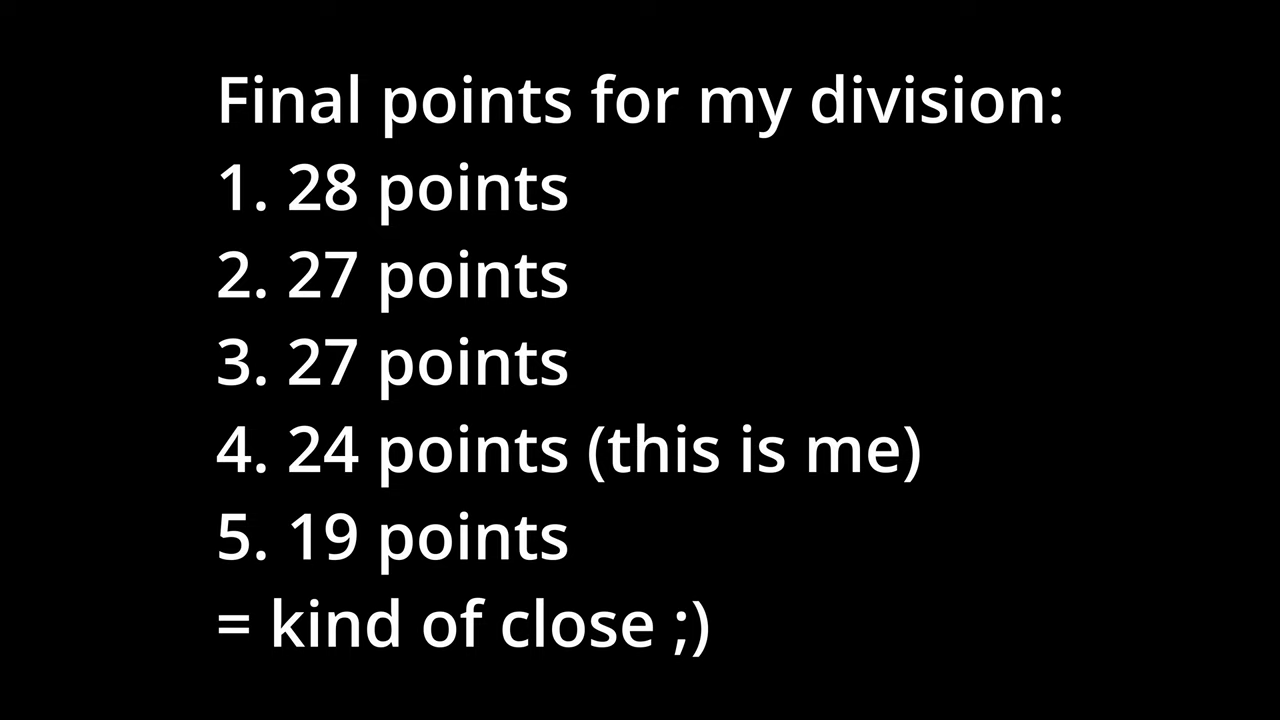 Final points for my division:
1. 28 points
2. 27 points
3. 27 points
4. 24 points (this is me)
5. 19 points
= kind of close ;)